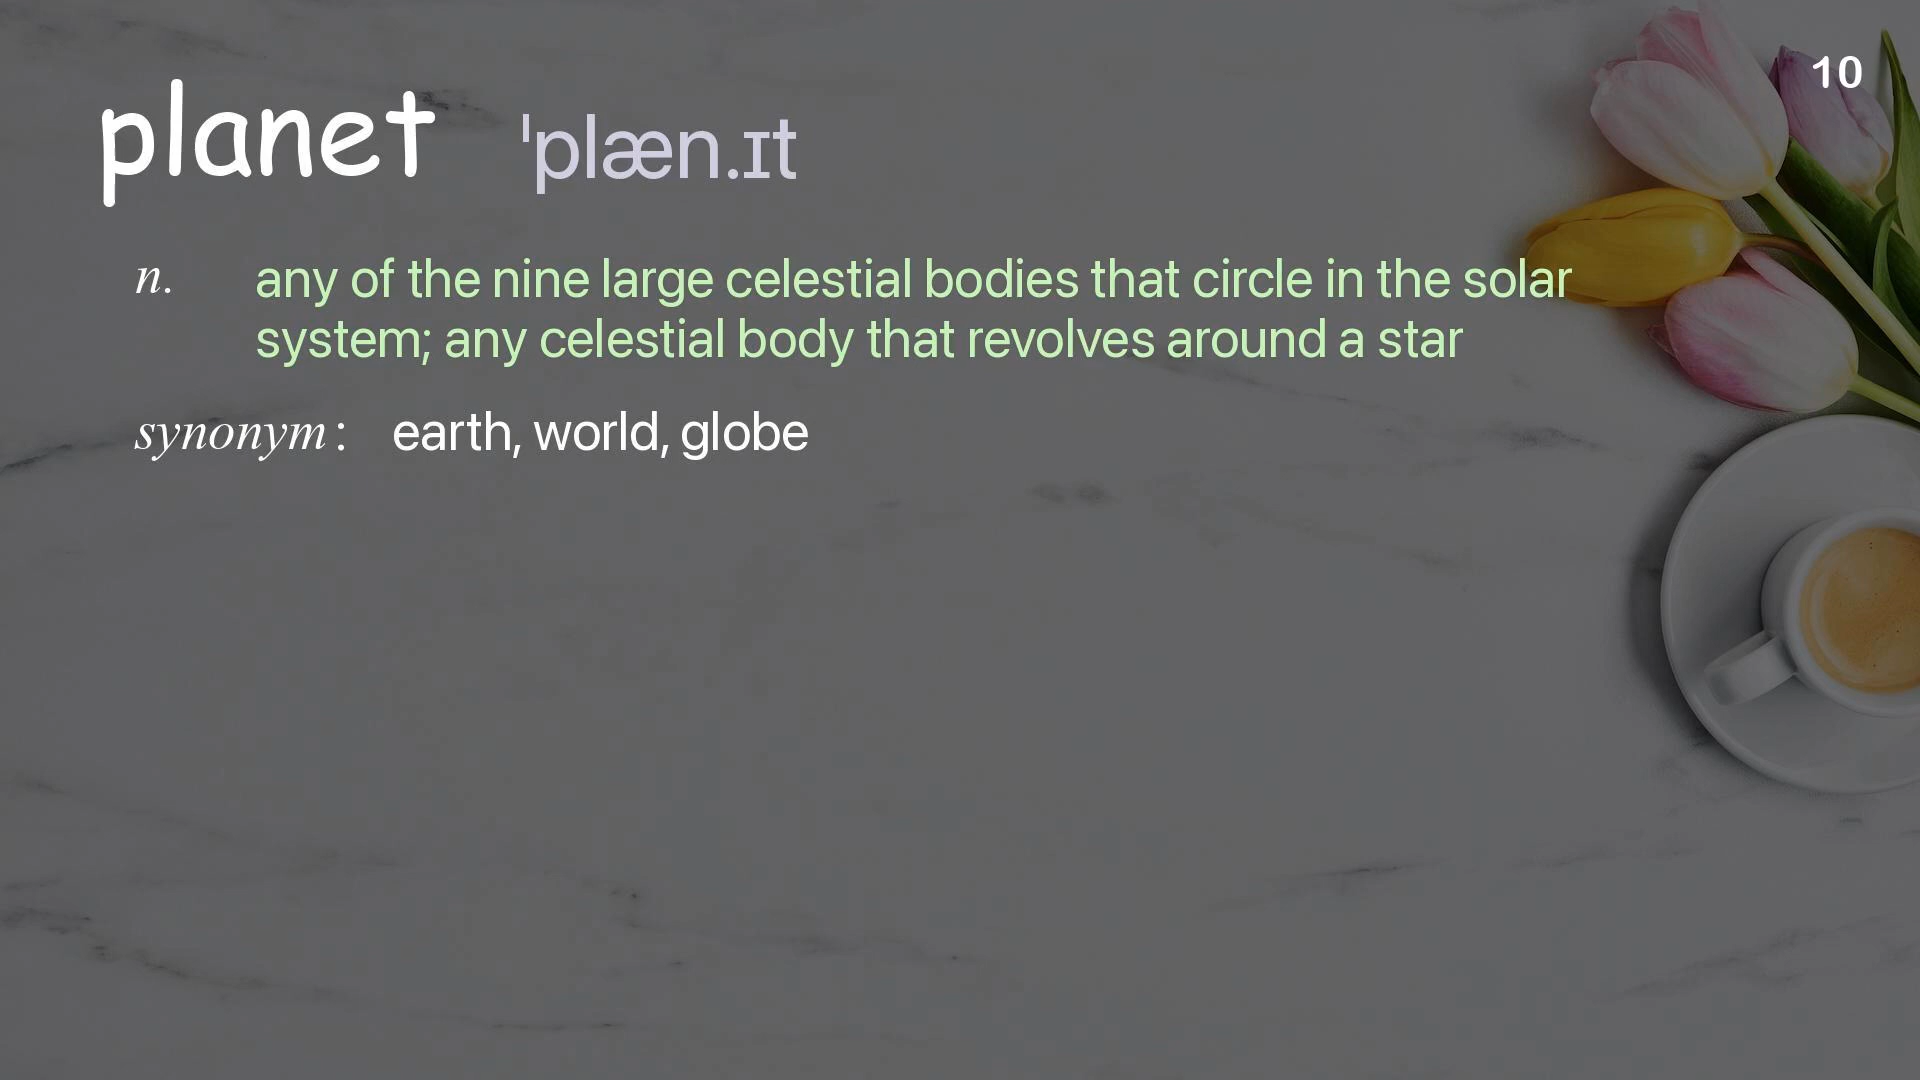 10
planet ˈplæn.ɪt
n. any of the nine large celestial bodies that circle in the solar
system; any celestial body that revolves around a star
synonym: earth, world, globe